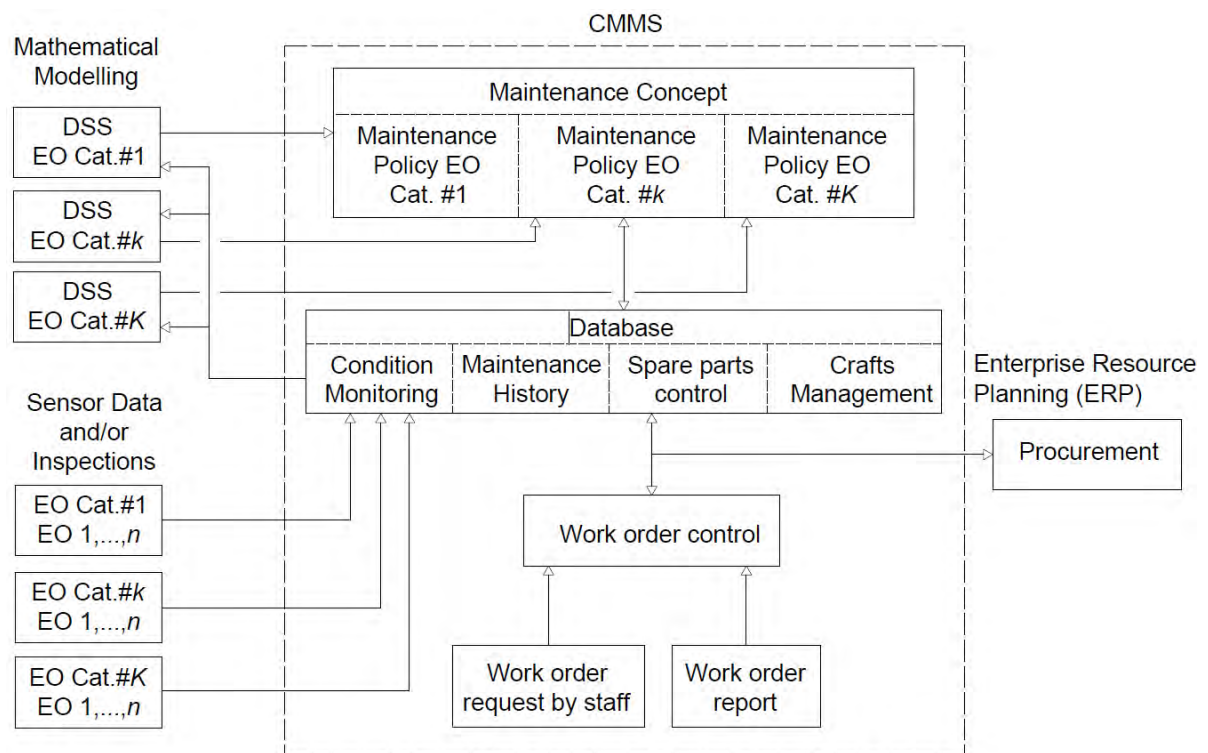 CMMS
Mathematical
Modelling
DSS
EO Cat.#1
DSS
EO Cat.#k
DSS
EO Cat.#K
Maintenance Concept
Maintenance
Policy EO
Cat. #1
Maintenance
Policy EO
Cat. #k
Maintenance
Policy EO
Cat. #K
Database
Condition
Monitoring
Maintenance
History
Spare parts
control
Crafts
Management
Sensor Data
and/or
Inspections
EO Cat.#1
EO 1,...,n
EO Cat.#k
EO 1,...,n
EO Cat.#K
EO 1,...,n
Enterprise Resource
Planning (ERP)
Procurement
Work order control
Work order
request by staff
Work order
report